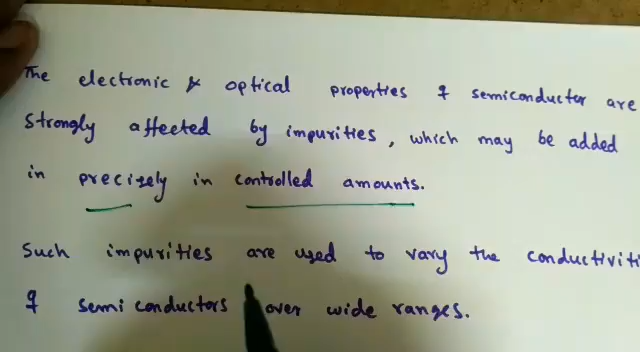 The electronic & optical properties of semiconductor are
strongly affected by impurities, which may be added
in precisely in controlled amounts.
Such impurities are used to vary the conductiviti
of semiconductors over wide ranges.